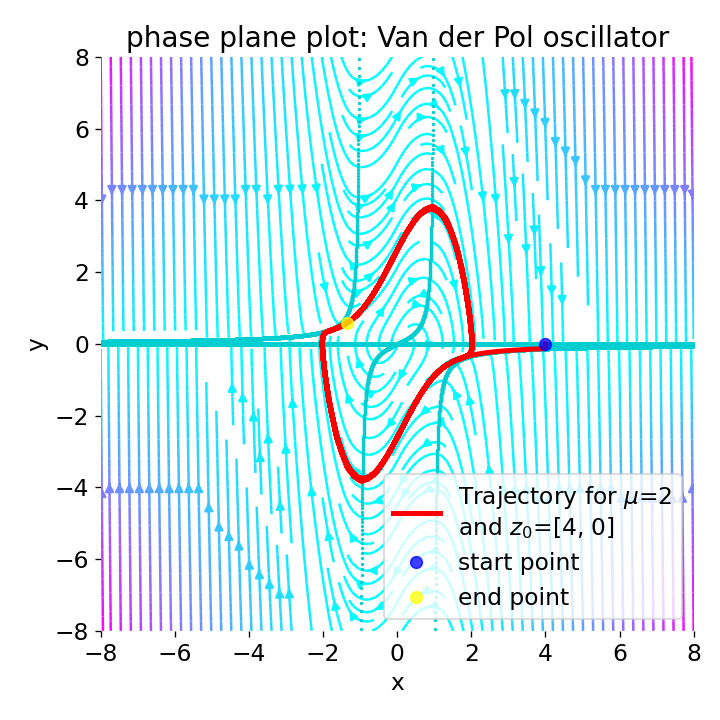 phase plane plot: Van der Pol oscillator
8
6
4
2
0
−2
−4
−6
−8
y
−8
−6
−4
−2
0
2
4
6
8
x
Trajectory for μ=2
and z₀=[4, 0]
start point
end point